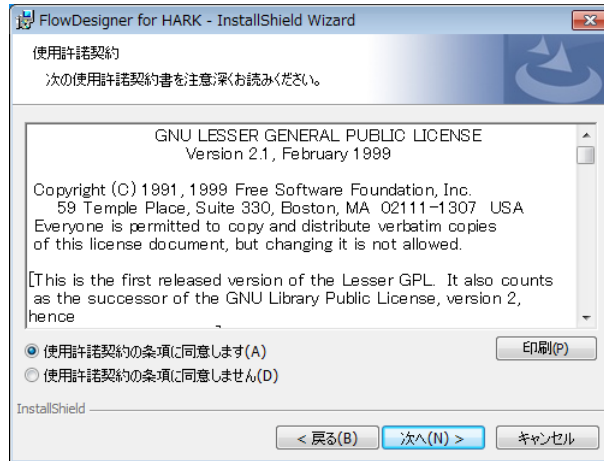 FlowDesigner for HARK - InstallShield Wizard
使用許諾契約
次の使用許諾契約書を注意深くお読みください。
GNU LESSER GENERAL PUBLIC LICENSE
Version 2.1, February 1999
Copyright (C) 1991, 1999 Free Software Foundation, Inc.
59 Temple Place, Suite 330, Boston, MA 02111-1307 USA
Everyone is permitted to copy and distribute verbatim copies
of this license document, but changing it is not allowed.
[This is the first released version of the Lesser GPL. It also counts
as the successor of the GNU Library Public License, version 2,
hence
使用許諾契約の条項に同意します(A)
印刷(P)
使用許諾契約の条項に同意しません(D)
InstallShield
< 戻る(B)
次へ(N) >
キャンセル